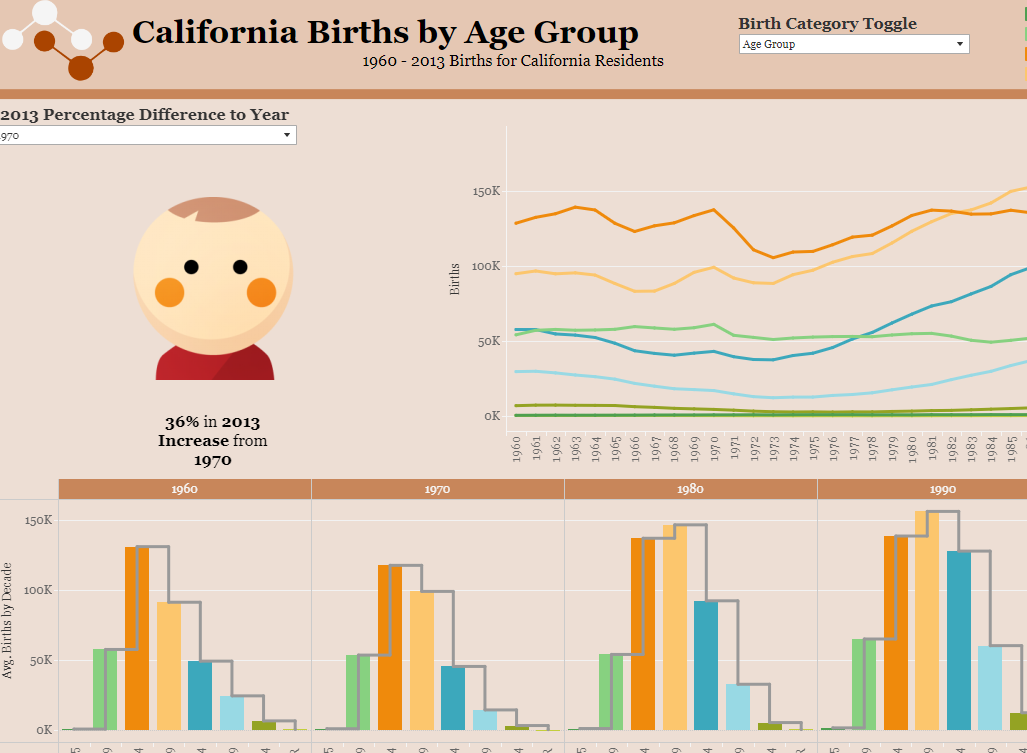 California Births by Age Group
1960 - 2013 Births for California Residents
Birth Category Toggle
Age Group
2013 Percentage Difference to Year
1970
36% in 2013
Increase from
1970
Births
150K
100K
50K
0K
1960 1961 1962 1963 1964 1965 1966 1967 1968 1969 1970 1971 1972 1973 1974 1975 1976 1977 1978 1979 1980 1981 1982 1983 1984 1985
1960 1970 1980 1990
Avg. Births by Decade
150K
100K
50K
0K